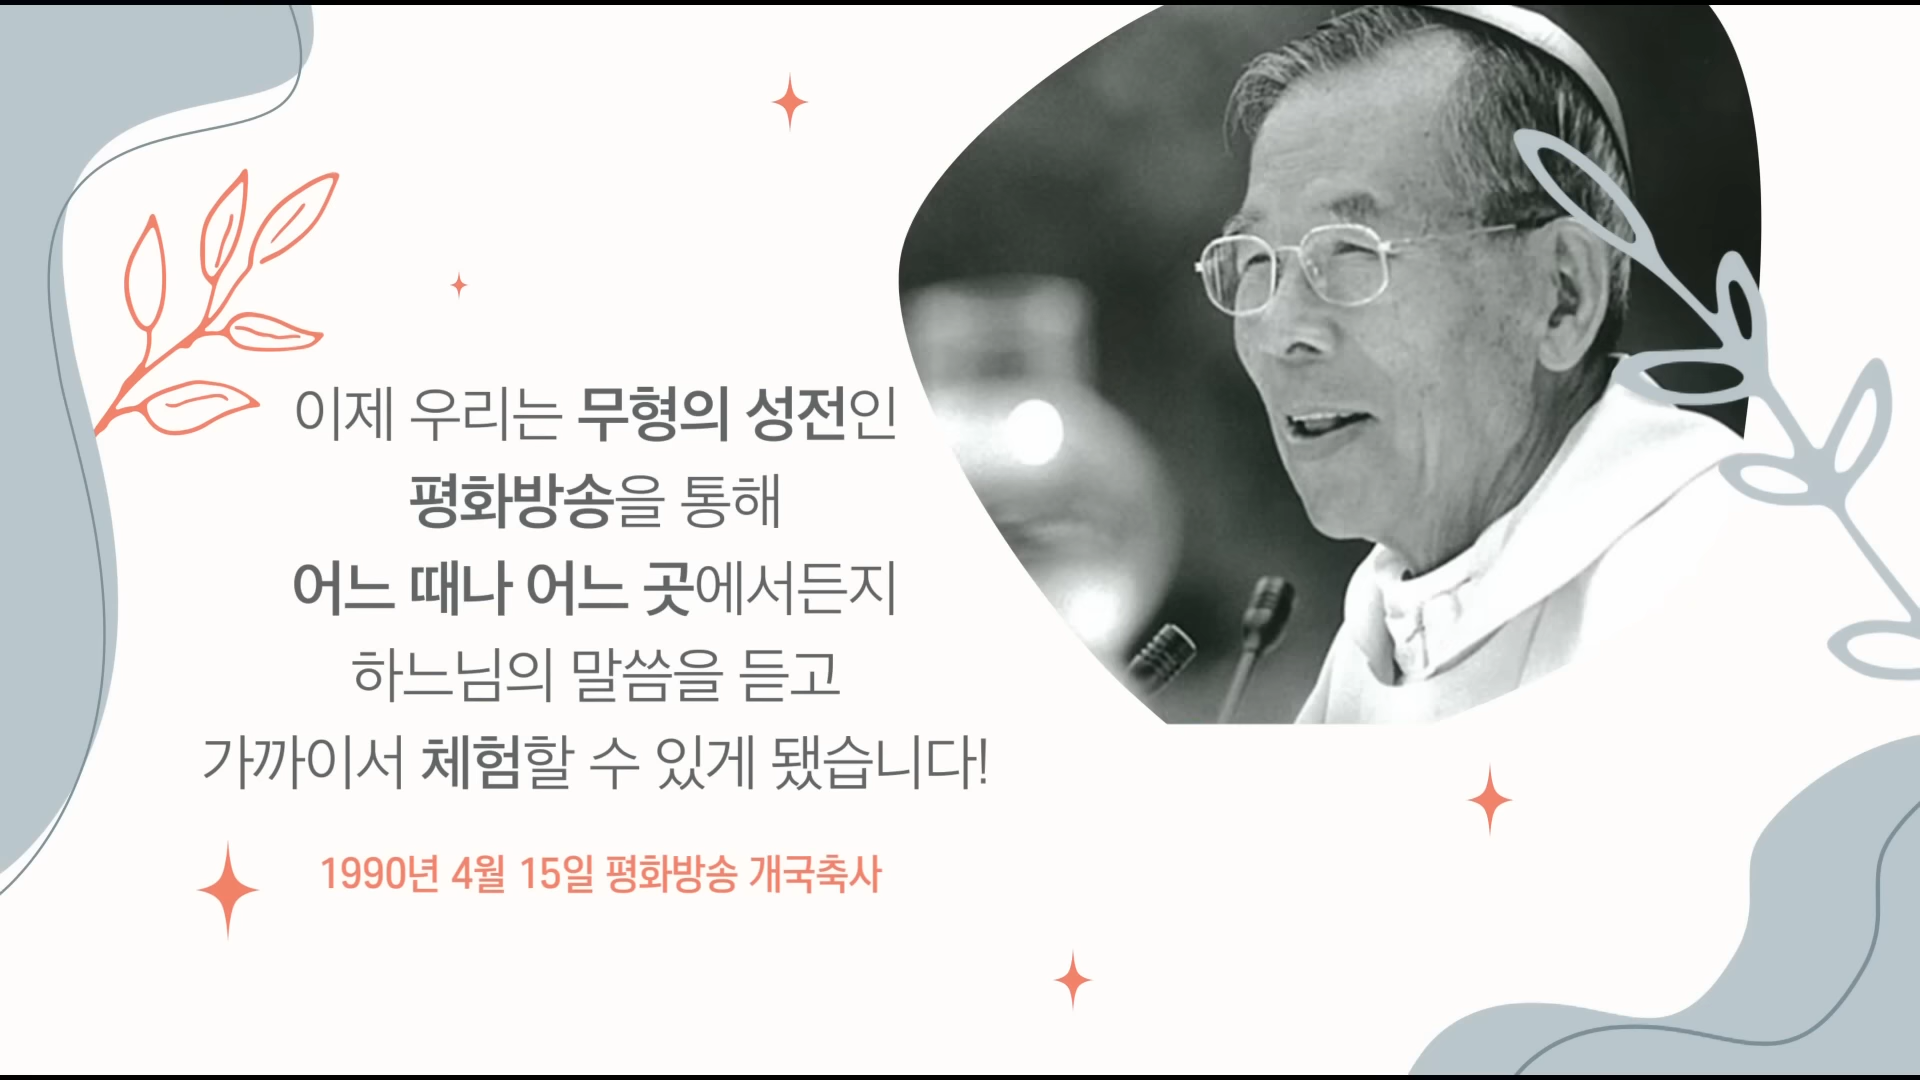 이제 우리는 무형의 성전인
평화방송을 통해
어느 때나 어느 곳에서든지
하느님의 말씀을 듣고
가까이서 체험할 수 있게 됐습니다!
1990년 4월 15일 평화방송 개국축사